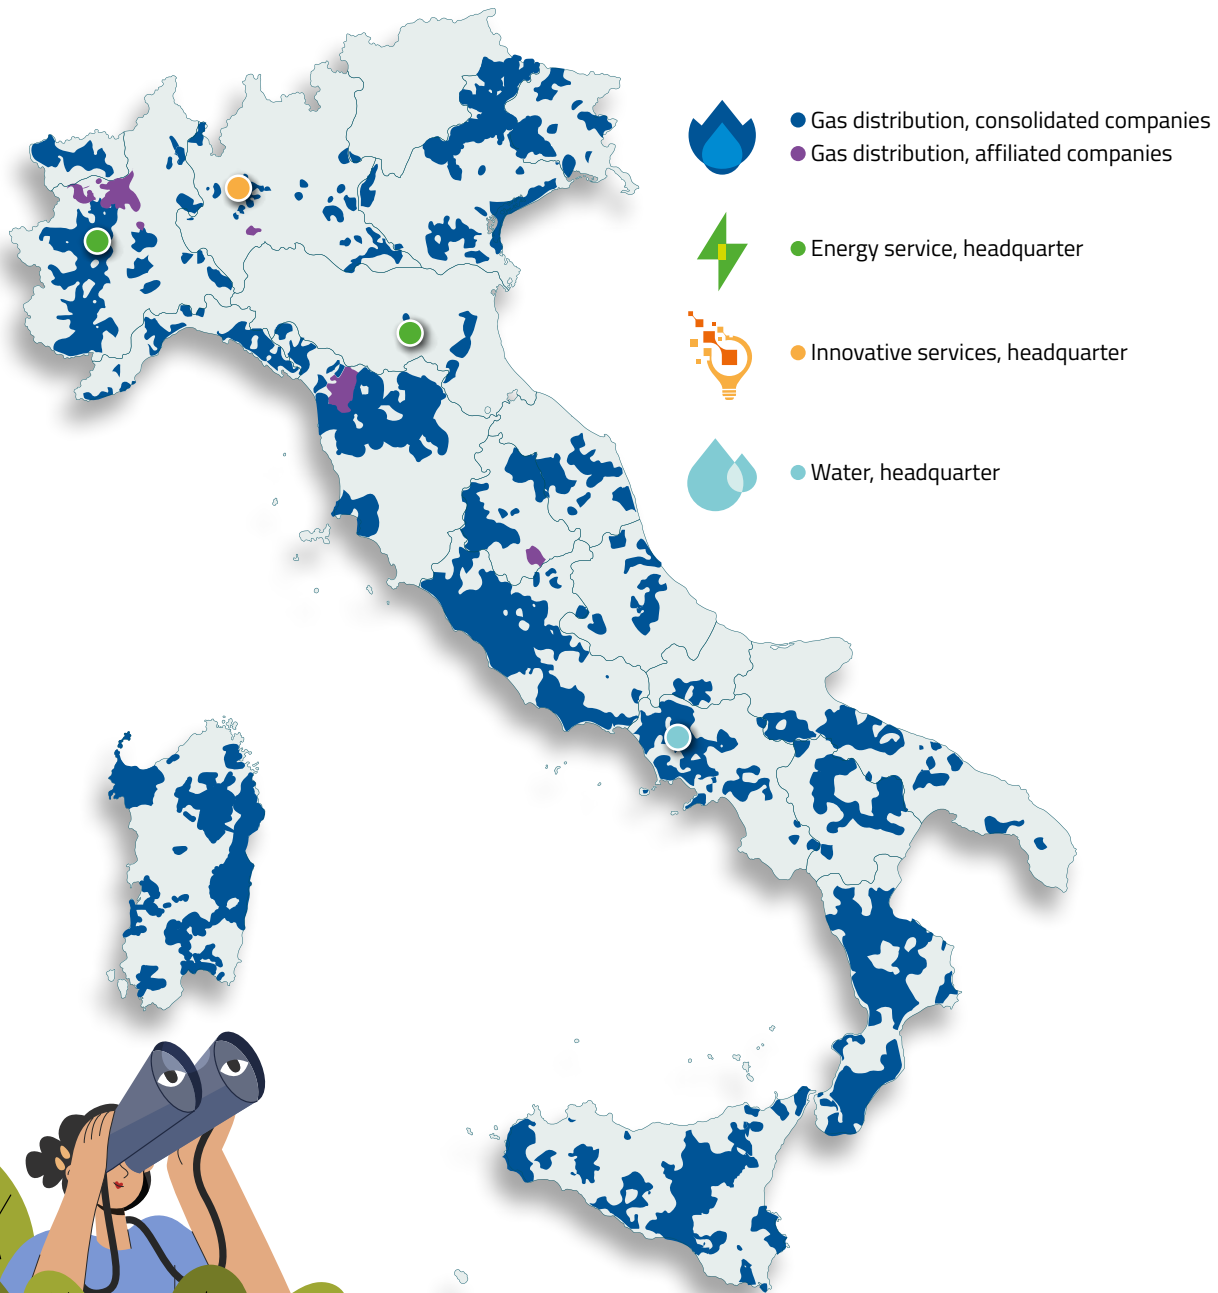 Gas distribution, consolidated companies
Gas distribution, affiliated companies
Energy service, headquarter
Innovative services, headquarter
Water, headquarter